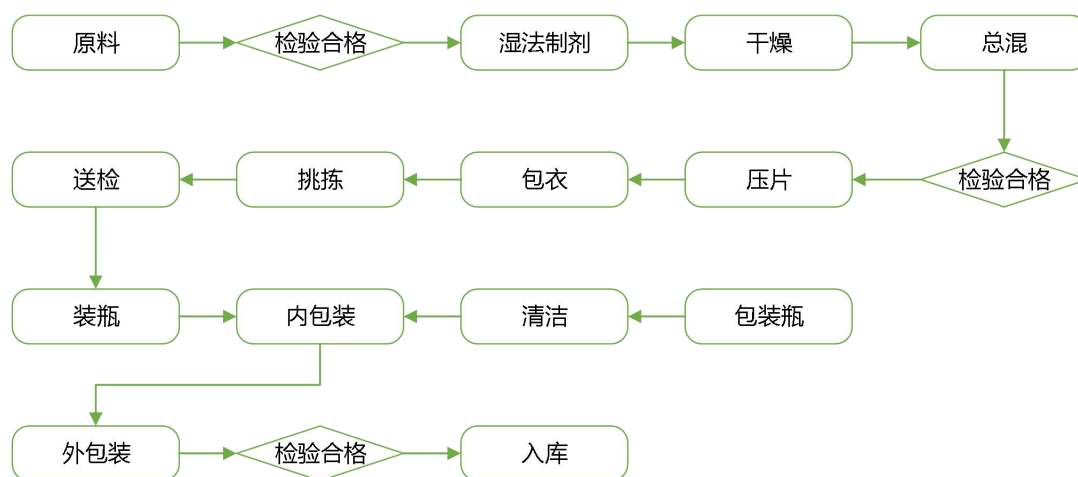 原料
检验合格
湿法制剂
干燥
总混
送检
挑拣
包衣
压片
检验合格
装瓶
内包装
清洁
包装瓶
外包装
检验合格
入库